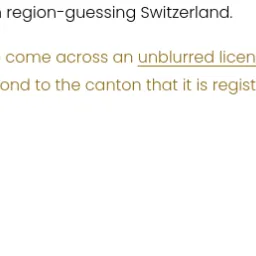 region-guessing Switzerland.
come across an unblurred licen
ond to the canton that it is regist